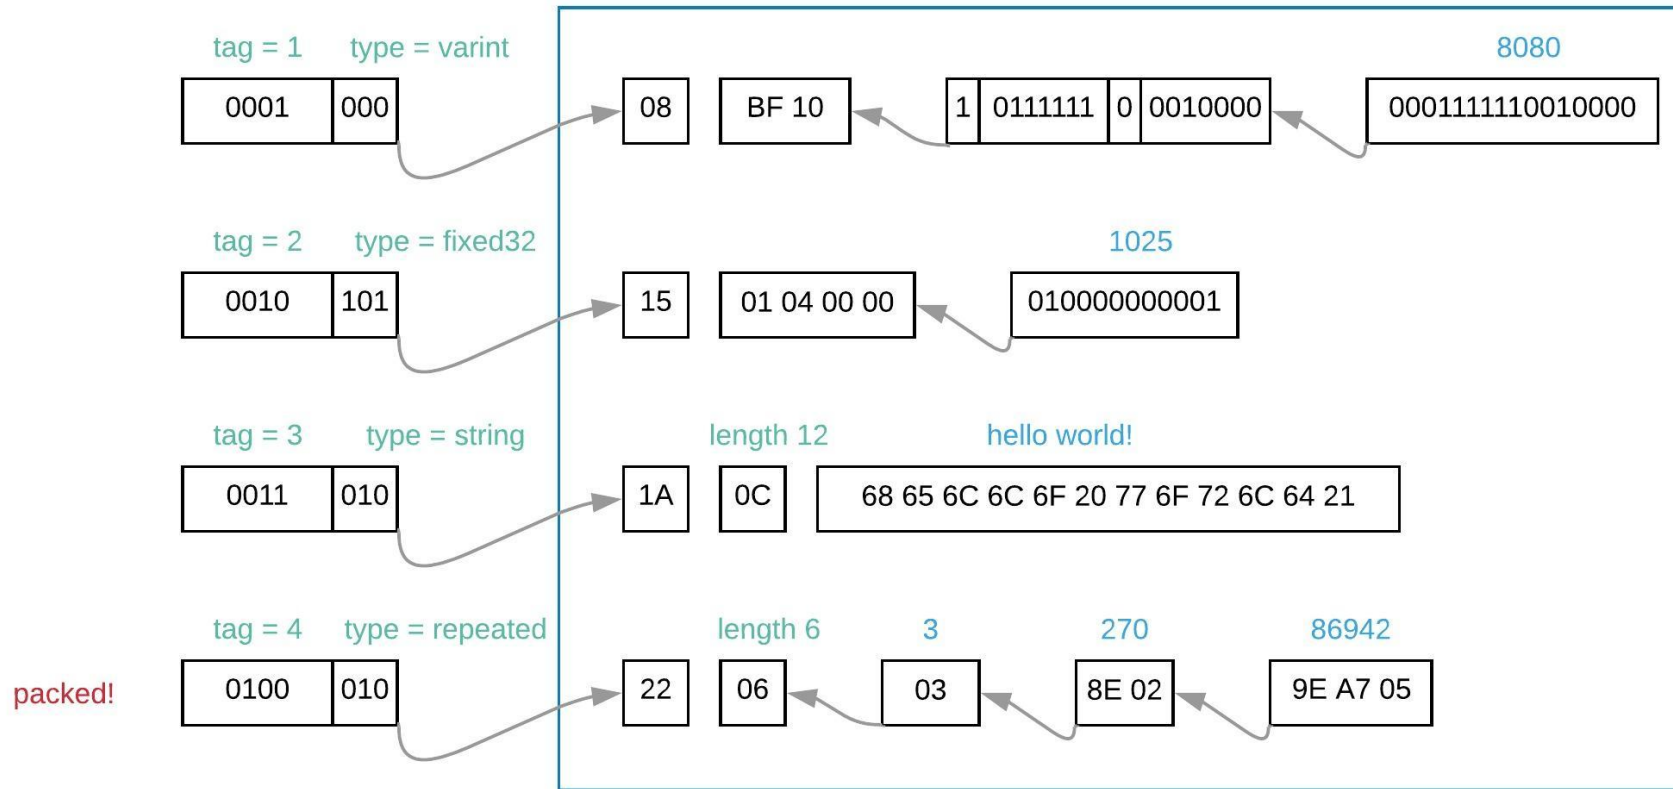 tag = 1 type = varint 8080
0001 000 08 BF 10 1 0111111 0 0010000 0001111110010000
tag = 2 type = fixed32 1025
0010 101 15 01 04 00 00 010000000001
tag = 3 type = string length 12 hello world!
0011 010 1A 0C 68 65 6C 6C 6F 20 77 6F 72 6C 64 21
tag = 4 type = repeated length 6 3 270 86942
packed! 0100 010 22 06 03 8E 02 9E A7 05